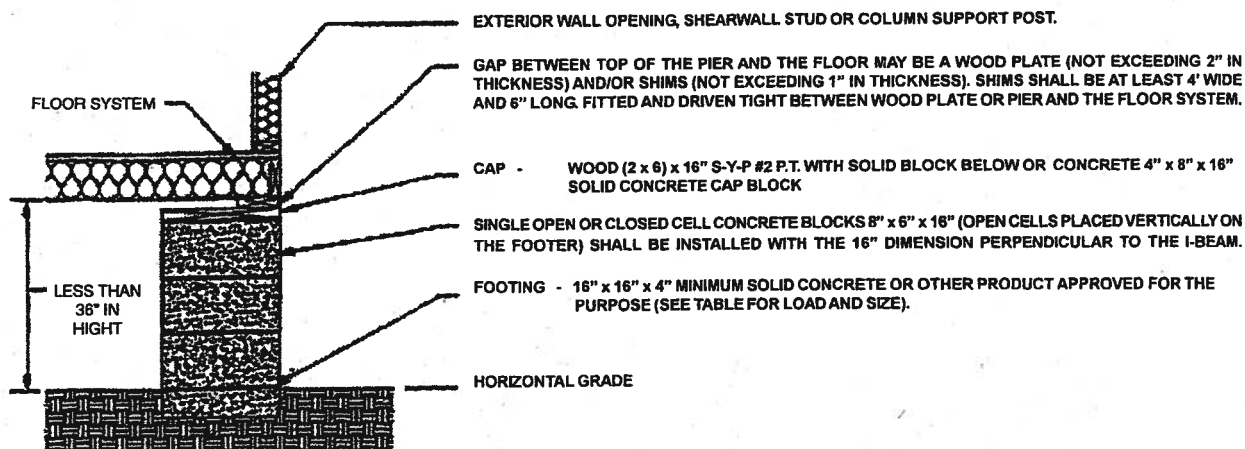 EXTERIOR WALL OPENING, SHEARWALL STUD OR COLUMN SUPPORT POST.
GAP BETWEEN TOP OF THE PIER AND THE FLOOR MAY BE A WOOD PLATE (NOT EXCEEDING 2" IN
THICKNESS) AND/OR SHIMS (NOT EXCEEDING 1" IN THICKNESS). SHIMS SHALL BE AT LEAST 4' WIDE
AND 6" LONG. FITTED AND DRIVEN TIGHT BETWEEN WOOD PLATE OR PIER AND THE FLOOR SYSTEM.
FLOOR SYSTEM
CAP - WOOD (2 x 6) x 16" S-Y-P #2 P.T. WITH SOLID BLOCK BELOW OR CONCRETE 4" x 8" x 16"
SOLID CONCRETE CAP BLOCK
SINGLE OPEN OR CLOSED CELL CONCRETE BLOCKS 8" x 6" x 16" (OPEN CELLS PLACED VERTICALLY ON
THE FOOTER) SHALL BE INSTALLED WITH THE 16" DIMENSION PERPENDICULAR TO THE I-BEAM.
LESS THAN
36" IN
HIGHT
FOOTING - 16" x 16" x 4" MINIMUM SOLID CONCRETE OR OTHER PRODUCT APPROVED FOR THE
PURPOSE (SEE TABLE FOR LOAD AND SIZE).
HORIZONTAL GRADE